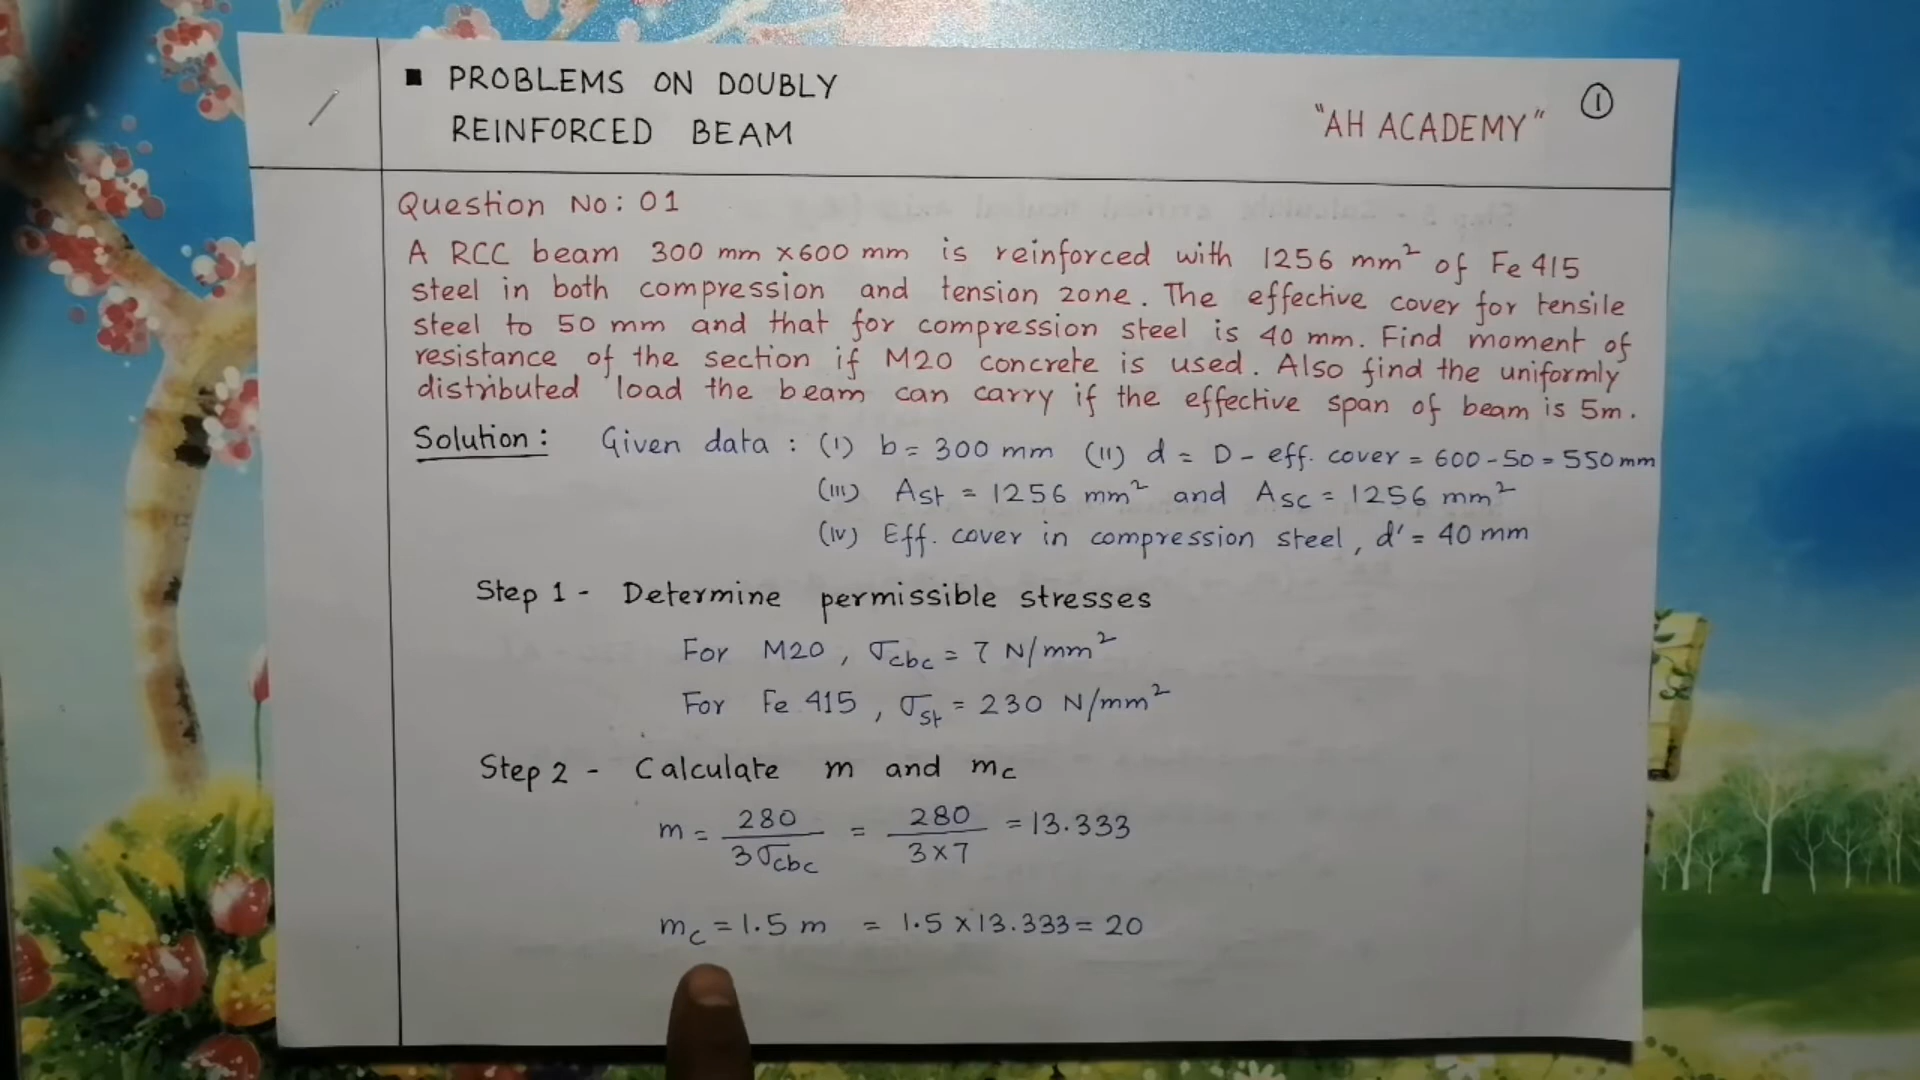 ■ PROBLEMS ON DOUBLY
REINFORCED BEAM
"AH ACADEMY"
1
Question No: 01
A RCC beam 300 mm x 600 mm is reinforced with 1256 mm² of Fe 415
steel in both compression and tension zone. The effective cover for tensile
steel to 50 mm and that for compression steel is 40 mm. Find moment of
resistance of the section if M20 concrete is used. Also find the uniformly
distributed load the beam can carry if the effective span of beam is 5m.
Solution: Given data: (I) b = 300 mm (II) d = D - eff. cover = 600 - 50 = 550 mm
(III) Ast = 1256 mm² and Asc = 1256 mm²
(IV) Eff. cover in compression steel, d' = 40 mm
Step 1 - Determine permissible stresses
For M20, σcbc = 7 N/mm²
For Fe 415, σst = 230 N/mm²
Step 2 - Calculate m and mc
m = 280/3σcbc = 280/3×7 = 13.333
mc = 1.5 m = 1.5 × 13.333 = 20